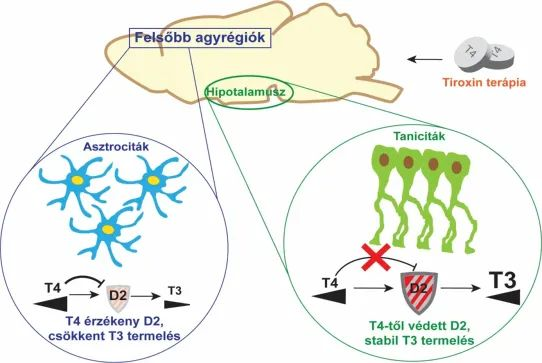 Felsőbb agyrégiók
T4
T4
Tiroxin terápia
Hipotalamusz
Asztrociták
Taniciták
T4
D2
T3
T4 érzékeny D2,
csökkent T3 termelés
T4
D2
T3
T4-től védett D2,
stabil T3 termelés